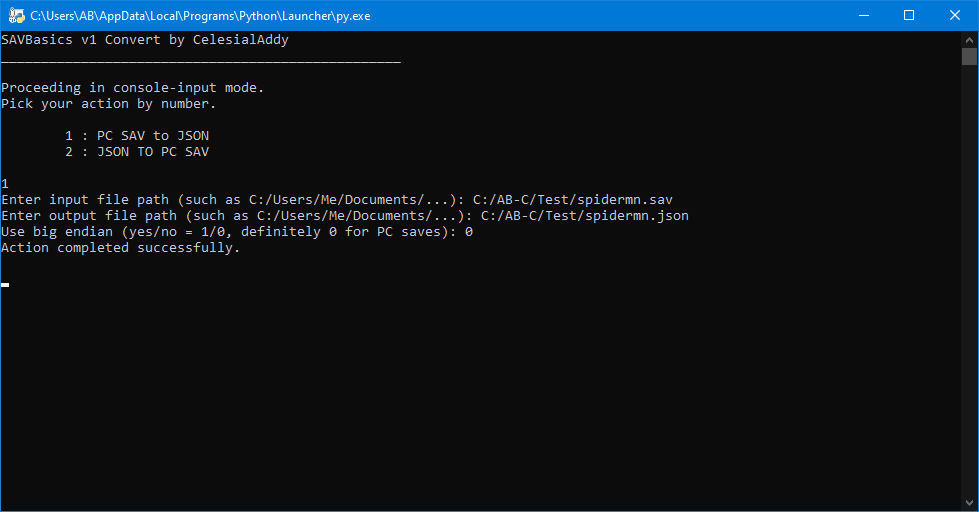 C:\Users\AB\AppData\Local\Programs\Python\Launcher\py.exe
SAVBasics v1 Convert by CelesialAddy
__________________________________________________
Proceeding in console-input mode.
Pick your action by number.
1 : PC SAV to JSON
2 : JSON TO PC SAV
1
Enter input file path (such as C:/Users/Me/Documents/...): C:/AB-C/Test/spidermn.sav
Enter output file path (such as C:/Users/Me/Documents/...): C:/AB-C/Test/spidermn.json
Use big endian (yes/no = 1/0, definitely 0 for PC saves): 0
Action completed successfully.